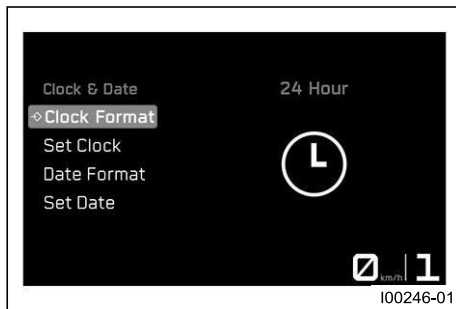 Clock & Date
Clock Format
Set Clock
Date Format
Set Date
24 Hour
0 km/h 1
I00246-01